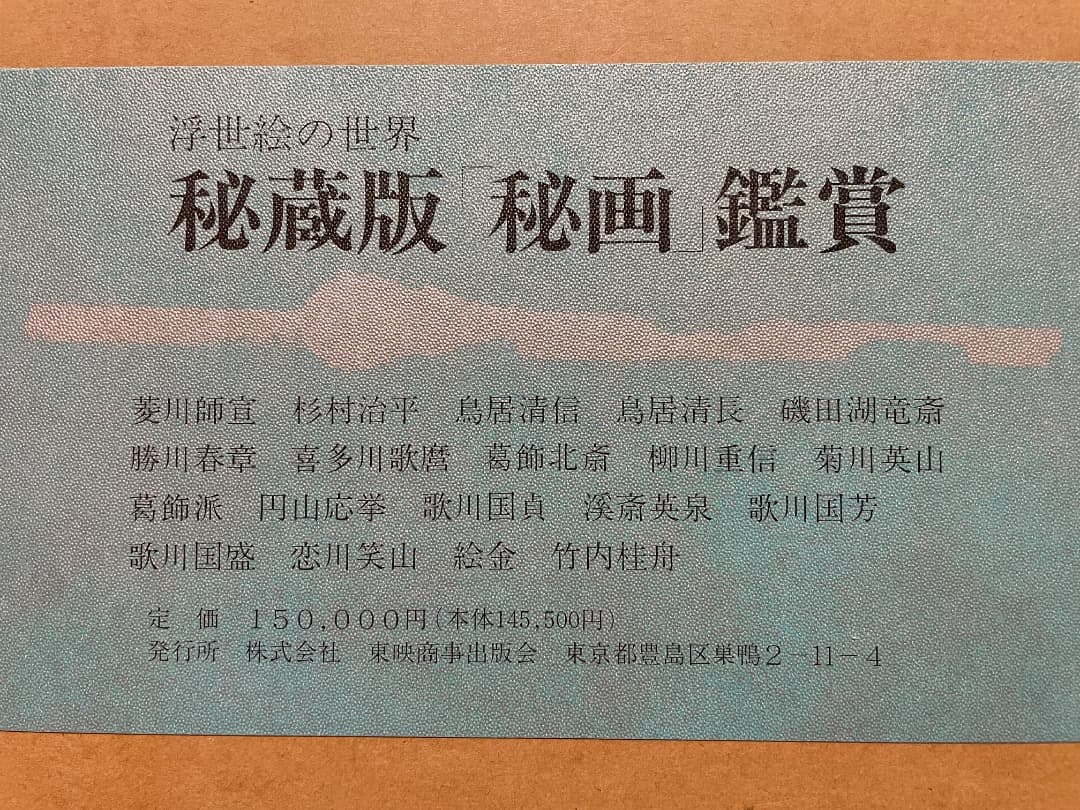 浮世絵の世界
秘蔵版「秘画」鑑賞
菱川師宣　杉村治平　鳥居清信　鳥居清長　磯田湖竜斎
勝川春章　喜多川歌麿　葛飾北斎　柳川重信　菊川英山
葛飾派　円山応挙　歌川国貞　溪斎英泉　歌川国芳
歌川国盛　恋川笑山　絵金　竹内桂舟
定　価　１５０,０００円（本体145,500円）
発行所　株式会社　東映商事出版会　東京都豊島区巣鴨２－11－４